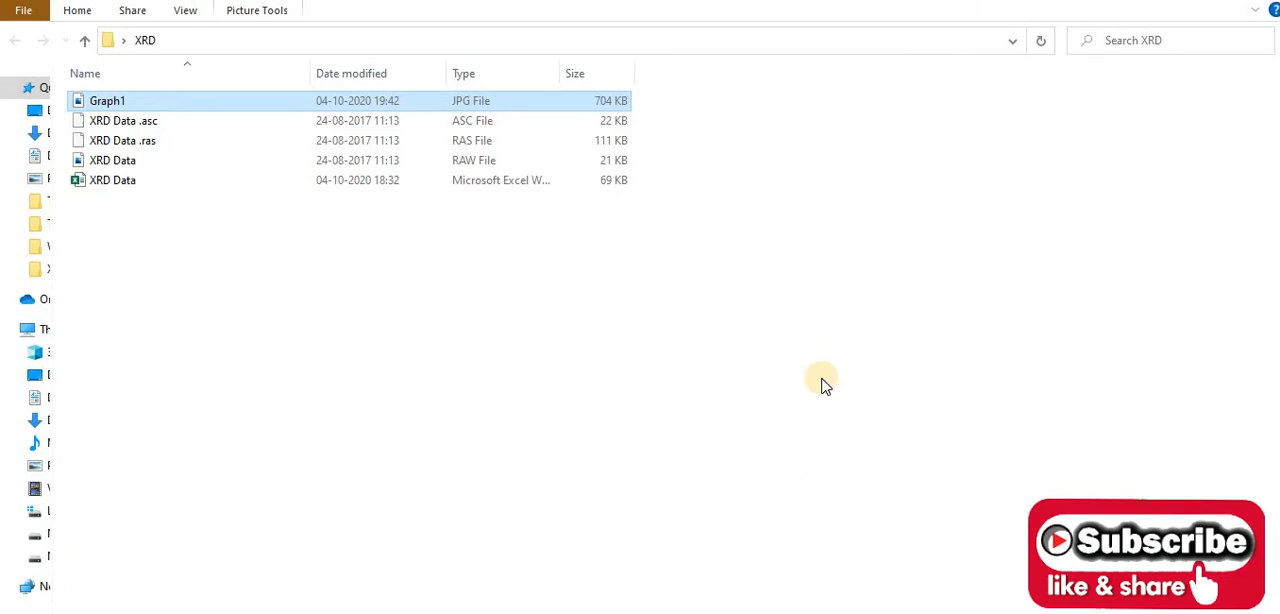 File Home Share View Picture Tools
XRD
Search XRD
Name Date modified Type Size
Graph1 04-10-2020 19:42 JPG File 704 KB
XRD Data .asc 24-08-2017 11:13 ASC File 22 KB
XRD Data .ras 24-08-2017 11:13 RAS File 111 KB
XRD Data 24-08-2017 11:13 RAW File 21 KB
XRD Data 04-10-2020 18:32 Microsoft Excel W... 69 KB
Subscribe
like & share